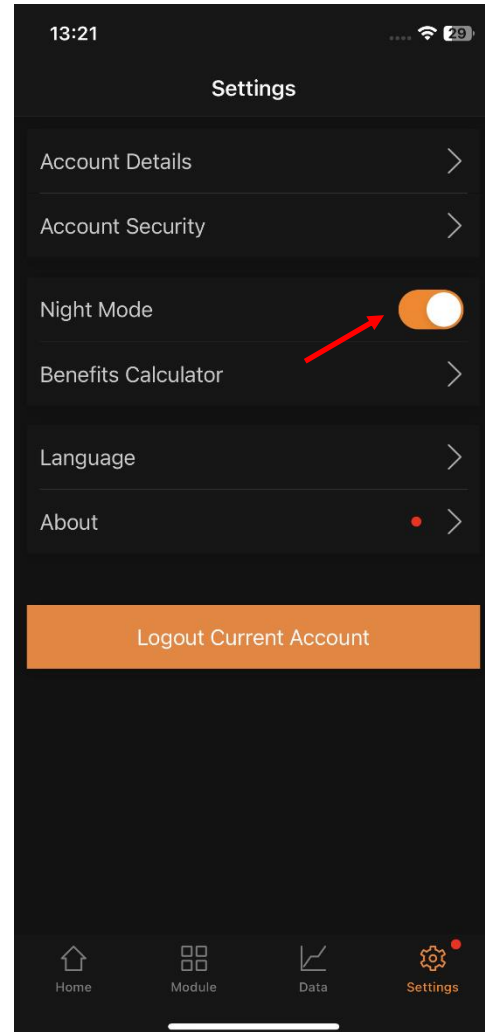 13:21
29
Settings
Account Details
Account Security
Night Mode
Benefits Calculator
Language
About
Logout Current Account
Home Module Data Settings